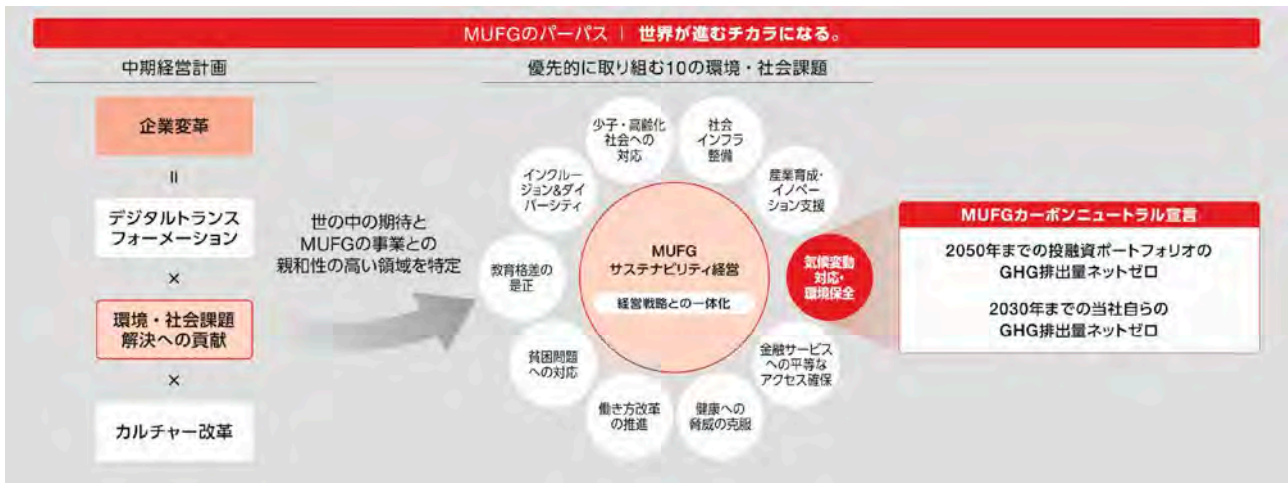 MUFGのパーパス | 世界が進むチカラになる。
中期経営計画
企業変革
=
デジタルトランス
フォーメーション
×
環境・社会課題
解決への貢献
×
カルチャー改革
世の中の期待と
MUFGの事業との
親和性の高い領域を特定
優先的に取り組む10の環境・社会課題
少子・高齢化
社会への
対応
社会
インフラ
整備
産業育成・
イノベー
ション支援
気候変動
対応・
環境保全
金融サービス
への平等な
アクセス確保
健康への
脅威の克服
働き方改革
の推進
貧困問題
への対応
教育格差の
是正
インクルー
ジョン&ダイ
バーシティ
MUFG
サステナビリティ経営
経営戦略との一体化
MUFGカーボンニュートラル宣言
2050年までの投融資ポートフォリオの
GHG排出量ネットゼロ
2030年までの当社自らの
GHG排出量ネットゼロ